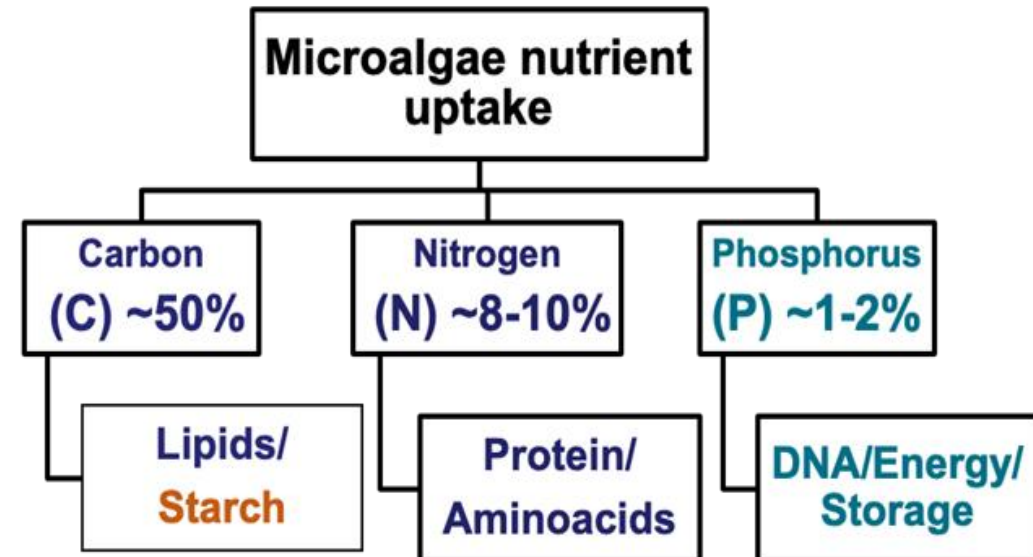 Microalgae nutrient
uptake
Carbon
(C) ~50%
Nitrogen
(N) ~8-10%
Phosphorus
(P) ~1-2%
Lipids/
Starch
Protein/
Aminoacids
DNA/Energy/
Storage